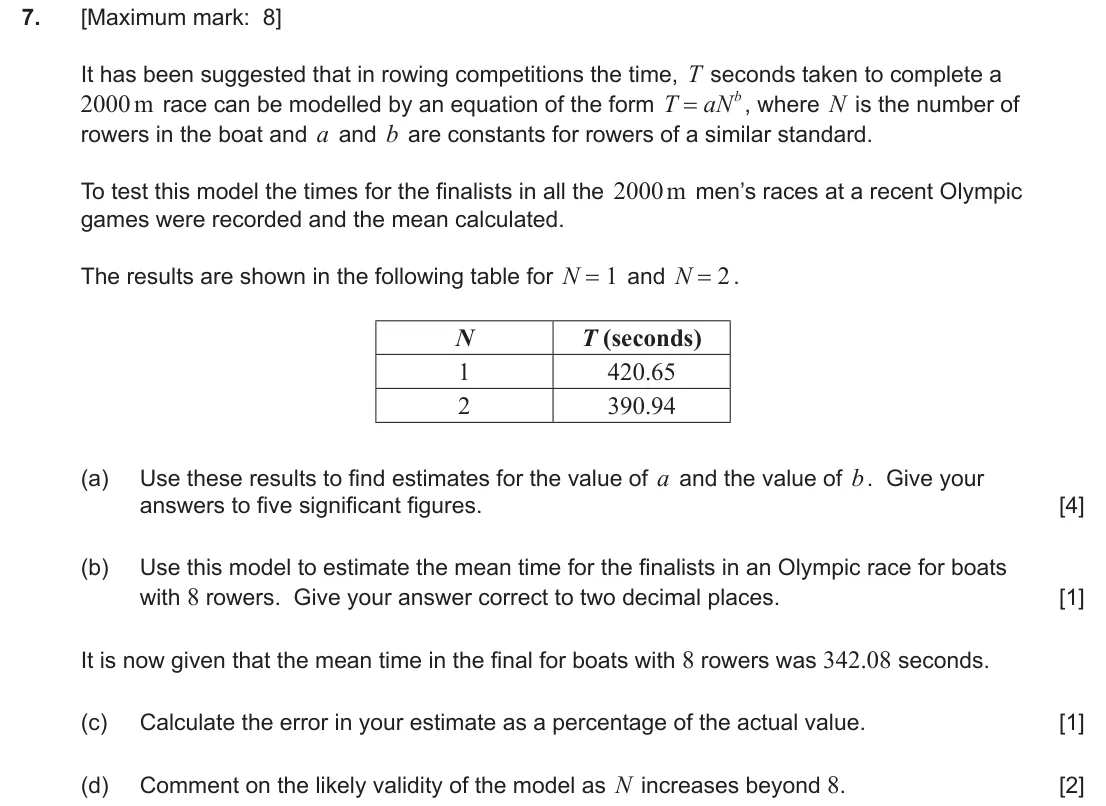 7. [Maximum mark: 8]
It has been suggested that in rowing competitions the time, T seconds taken to complete a
2000 m race can be modelled by an equation of the form T = aN^b, where N is the number of
rowers in the boat and a and b are constants for rowers of a similar standard.
To test this model the times for the finalists in all the 2000 m men's races at a recent Olympic
games were recorded and the mean calculated.
The results are shown in the following table for N = 1 and N = 2.
N T (seconds)
1 420.65
2 390.94
(a) Use these results to find estimates for the value of a and the value of b. Give your
answers to five significant figures. [4]
(b) Use this model to estimate the mean time for the finalists in an Olympic race for boats
with 8 rowers. Give your answer correct to two decimal places. [1]
It is now given that the mean time in the final for boats with 8 rowers was 342.08 seconds.
(c) Calculate the error in your estimate as a percentage of the actual value. [1]
(d) Comment on the likely validity of the model as N increases beyond 8. [2]